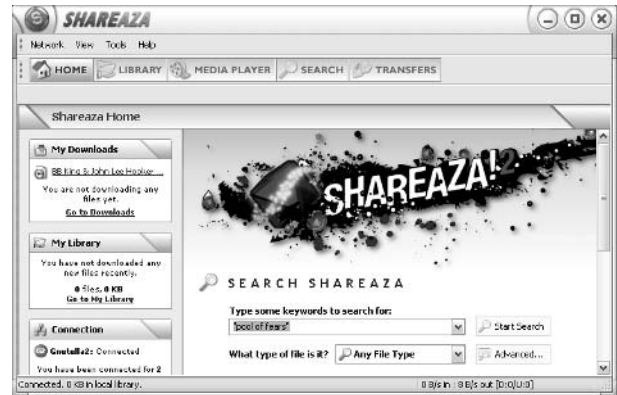 SHAREAZA
Network View Tools Help
HOME LIBRARY MEDIA PLAYER SEARCH TRANSFERS
Shareaza Home
My Downloads
BB King & John Lee Hooker ...
You are not downloading any
files yet.
Go to Downloads
My Library
You have not downloaded any
new files recently.
0 files, 0 KB
Go to My Library
Connection
Gnutella2: Connected
You have been connected for 2
SHAREAZA!
SEARCH SHAREAZA
Type some keywords to search for:
"pool of fears"
Start Search
What type of file is it? Any File Type Advanced...
Connected. 0 KB in local library. 0 B/s in : 8 B/s out [D:0/U:0]